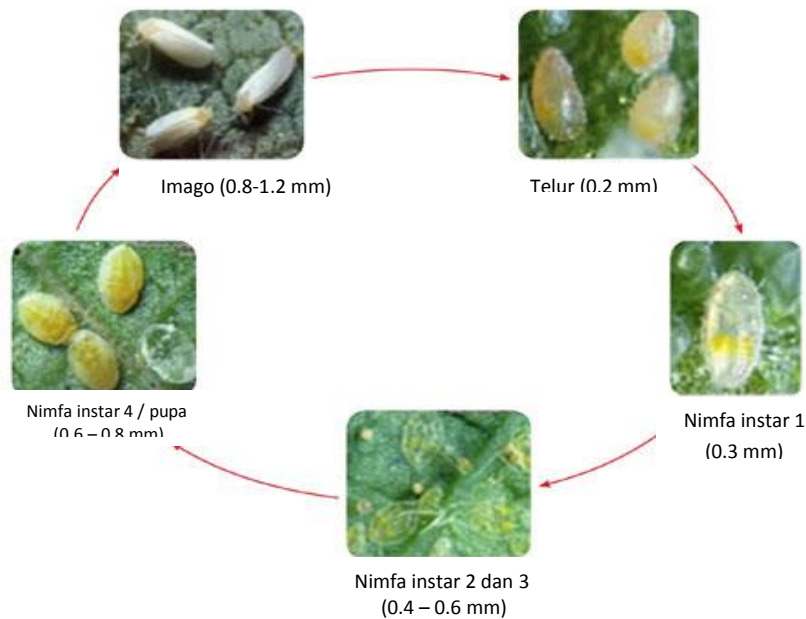 Imago (0.8-1.2 mm)
Telur (0.2 mm)
Nimfa instar 1
(0.3 mm)
Nimfa instar 2 dan 3
(0.4 – 0.6 mm)
Nimfa instar 4 / pupa
(0.6 – 0.8 mm)